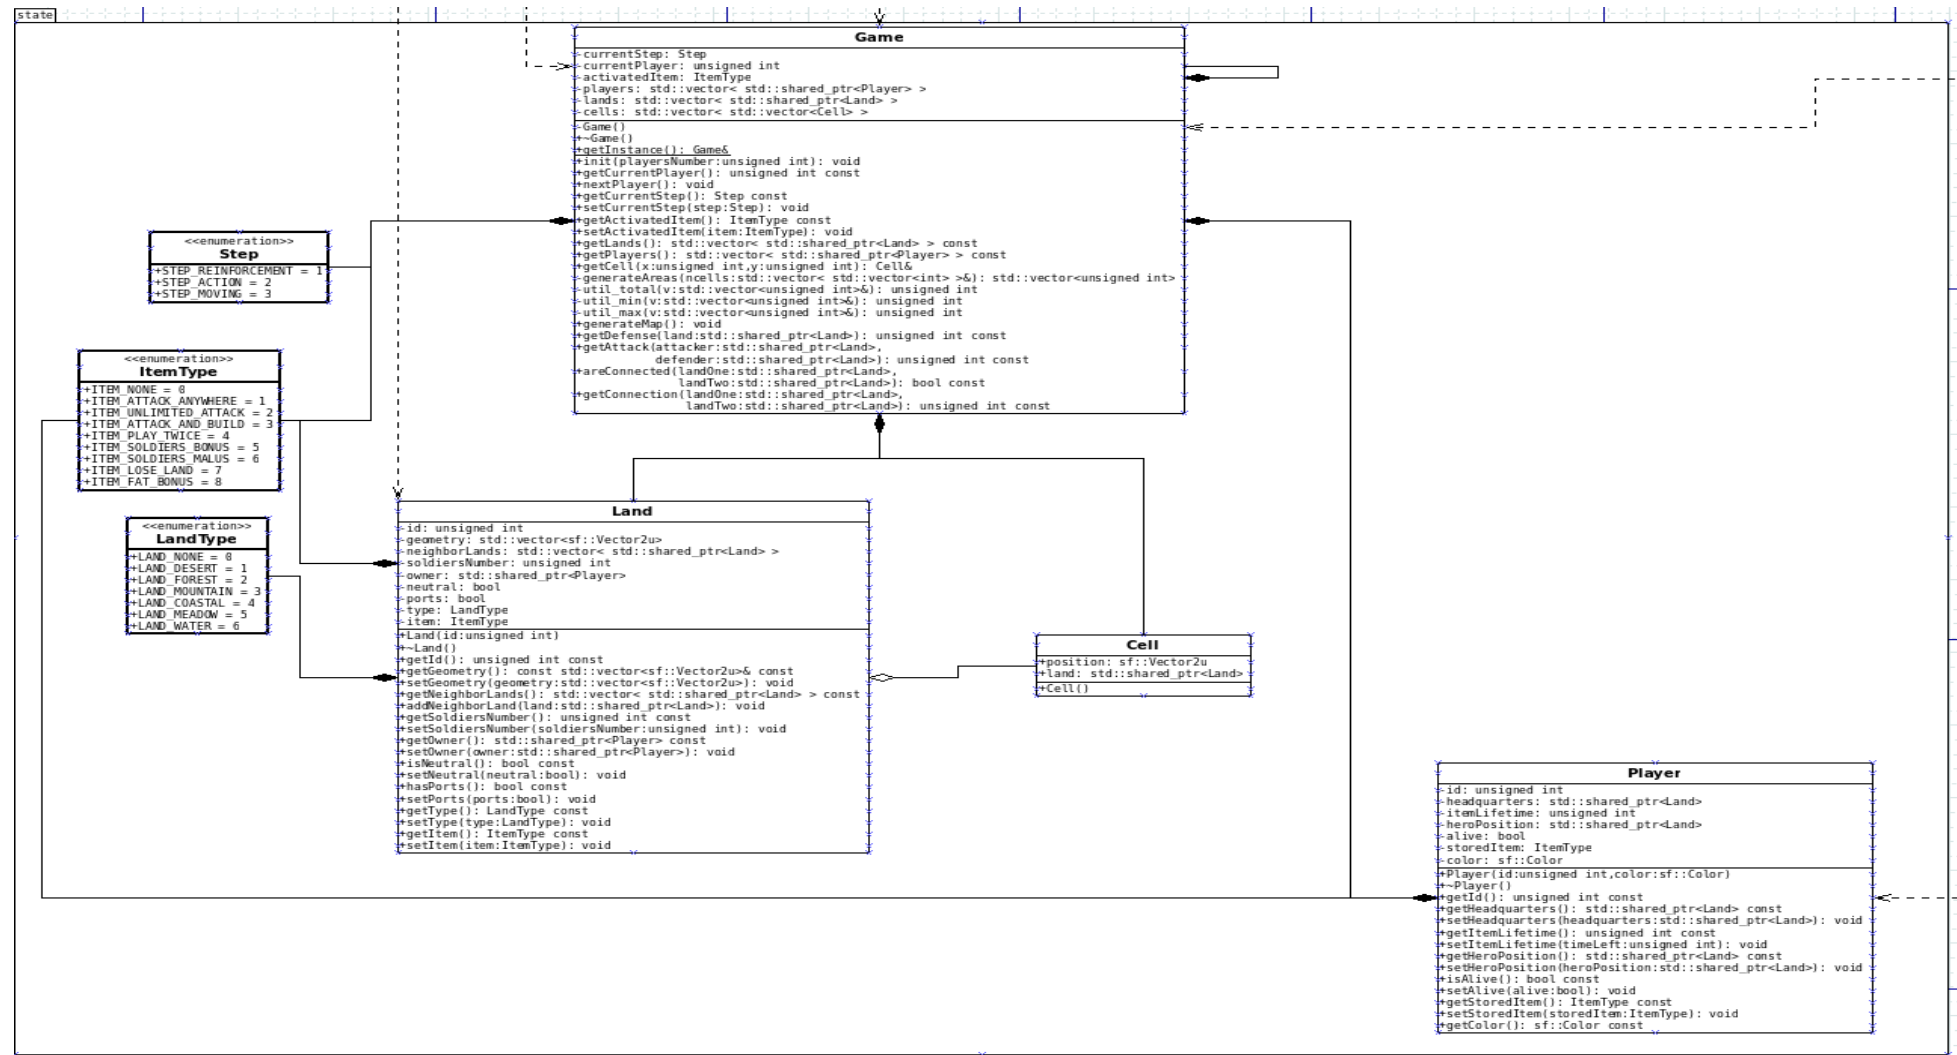 state
Game
-currentStep: Step
-currentPlayer: unsigned int
-activatedItem: ItemType
-players: std::vector< std::shared_ptr<Player> >
-lands: std::vector< std::shared_ptr<Land> >
-cells: std::vector< std::vector<Cell> >
-Game()
+~Game()
+getInstance(): Game&
+init(playersNumber:unsigned int): void
+getCurrentPlayer(): unsigned int const
+nextPlayer(): void
+getCurrentStep(): Step const
+setCurrentStep(step:Step): void
+getActivatedItem(): ItemType const
+setActivatedItem(item:ItemType): void
+getLands(): std::vector< std::shared_ptr<Land> > const
+getPlayers(): std::vector< std::shared_ptr<Player> > const
+getCell(x:unsigned int,y:unsigned int): Cell&
-generateAreas(ncells:std::vector< std::vector<int> >&): std::vector<unsigned int>
-util_total(v:std::vector<unsigned int>&): unsigned int
-util_min(v:std::vector<unsigned int>&): unsigned int
-util_max(v:std::vector<unsigned int>&): unsigned int
+generateMap(): void
+getDefense(land:std::shared_ptr<Land>): unsigned int const
+getAttack(attacker:std::shared_ptr<Land>,
defender:std::shared_ptr<Land>): unsigned int const
+areConnected(landOne:std::shared_ptr<Land>,
landTwo:std::shared_ptr<Land>): bool const
+getConnection(landOne:std::shared_ptr<Land>,
landTwo:std::shared_ptr<Land>): unsigned int const
<<enumeration>>
Step
+STEP_REINFORCEMENT = 1
+STEP_ACTION = 2
+STEP_MOVING = 3
<<enumeration>>
ItemType
+ITEM_NONE = 0
+ITEM_ATTACK_ANYWHERE = 1
+ITEM_UNLIMITED_ATTACK = 2
+ITEM_ATTACK_AND_BUILD = 3
+ITEM_PLAY_TWICE = 4
+ITEM_SOLDIERS_BONUS = 5
+ITEM_SOLDIERS_MALUS = 6
+ITEM_LOSE_LAND = 7
+ITEM_FAT_BONUS = 8
<<enumeration>>
LandType
+LAND_NONE = 0
+LAND_DESERT = 1
+LAND_FOREST = 2
+LAND_MOUNTAIN = 3
+LAND_COASTAL = 4
+LAND_MEADOW = 5
+LAND_WATER = 6
Land
-id: unsigned int
-geometry: std::vector<sf::Vector2u>
-neighborLands: std::vector< std::shared_ptr<Land> >
-soldiersNumber: unsigned int
-owner: std::shared_ptr<Player>
-neutral: bool
-ports: bool
-type: LandType
-item: ItemType
+Land(id:unsigned int)
+~Land()
+getId(): unsigned int const
+getGeometry(): const std::vector<sf::Vector2u>& const
+setGeometry(geometry:std::vector<sf::Vector2u>): void
+getNeighborLands(): std::vector< std::shared_ptr<Land> > const
+addNeighborLand(land:std::shared_ptr<Land>): void
+getSoldiersNumber(): unsigned int const
+setSoldiersNumber(soldiersNumber:unsigned int): void
+getOwner(): std::shared_ptr<Player> const
+setOwner(owner:std::shared_ptr<Player>): void
+isNeutral(): bool const
+setNeutral(neutral:bool): void
+hasPorts(): bool const
+setPorts(ports:bool): void
+getType(): LandType const
+setType(type:LandType): void
+getItem(): ItemType const
+setItem(item:ItemType): void
Cell
+position: sf::Vector2u
+land: std::shared_ptr<Land>
+Cell()
Player
-id: unsigned int
-headquarters: std::shared_ptr<Land>
-itemLifetime: unsigned int
-heroPosition: std::shared_ptr<Land>
-alive: bool
-storedItem: ItemType
-color: sf::Color
+Player(id:unsigned int,color:sf::Color)
+~Player()
+getId(): unsigned int const
+getHeadquarters(): std::shared_ptr<Land> const
+setHeadquarters(headquarters:std::shared_ptr<Land>): void
+getItemLifetime(): unsigned int const
+setItemLifetime(timeLeft:unsigned int): void
+getHeroPosition(): std::shared_ptr<Land> const
+setHeroPosition(heroPosition:std::shared_ptr<Land>): void
+isAlive(): bool const
+setAlive(alive:bool): void
+getStoredItem(): ItemType const
+setStoredItem(storedItem:ItemType): void
+getColor(): sf::Color const